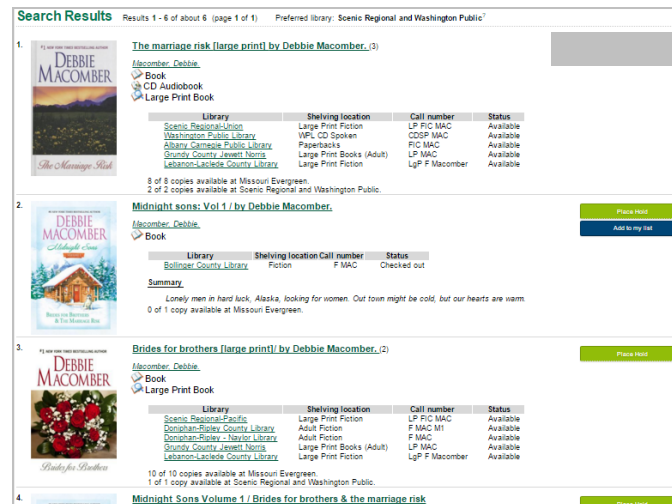 Search Results Results 1 - 6 of about 6 (page 1 of 1) Preferred library: Scenic Regional and Washington Public?
1.
#1 NEW YORK TIMES BESTSELLING AUTHOR
DEBBIE
MACOMBER
The Marriage Risk
The marriage risk [large print] by Debbie Macomber. (3)
Macomber, Debbie.
Book
CD Audiobook
Large Print Book
Library Shelving location Call number Status
Scenic Regional-Union Large Print Fiction LP FIC MAC Available
Washington Public Library WPL CD Spoken CDSP MAC Available
Albany Carnegie Public Library Paperbacks FIC MAC Available
Grundy County Jewett Norris Large Print Books (Adult) LP MAC Available
Lebanon-Laclede County Library Large Print Fiction LgP F Macomber Available
8 of 8 copies available at Missouri Evergreen.
2 of 2 copies available at Scenic Regional and Washington Public.
2.
DEBBIE
MACOMBER
Midnight Sons
BRIDES FOR BROTHERS
& THE MARRIAGE RISK
Midnight sons: Vol 1 / by Debbie Macomber.
Macomber, Debbie.
Book
Place Hold
Add to my list
Library Shelving location Call number Status
Bollinger County Library Fiction F MAC Checked out
Summary
Lonely men in hard luck, Alaska, looking for women. Out town might be cold, but our hearts are warm.
0 of 1 copy available at Missouri Evergreen.
3.
#1 NEW YORK TIMES BESTSELLING AUTHOR
DEBBIE
MACOMBER
Brides for Brothers
Brides for brothers [large print]/ by Debbie Macomber. (2)
Macomber, Debbie.
Book
Large Print Book
Place Hold
Library Shelving location Call number Status
Scenic Regional-Pacific Large Print Fiction LP FIC MAC Available
Doniphan-Ripley County Library Adult Fiction F MAC M1 Available
Doniphan-Ripley - Naylor Library Adult Fiction F MAC Available
Grundy County Jewett Norris Large Print Books (Adult) LP MAC Available
Lebanon-Laclede County Library Large Print Fiction LgP F Macomber Available
10 of 10 copies available at Missouri Evergreen.
1 of 1 copy available at Scenic Regional and Washington Public.
4.
Midnight Sons Volume 1 / Brides for brothers & the marriage risk
Place Hold